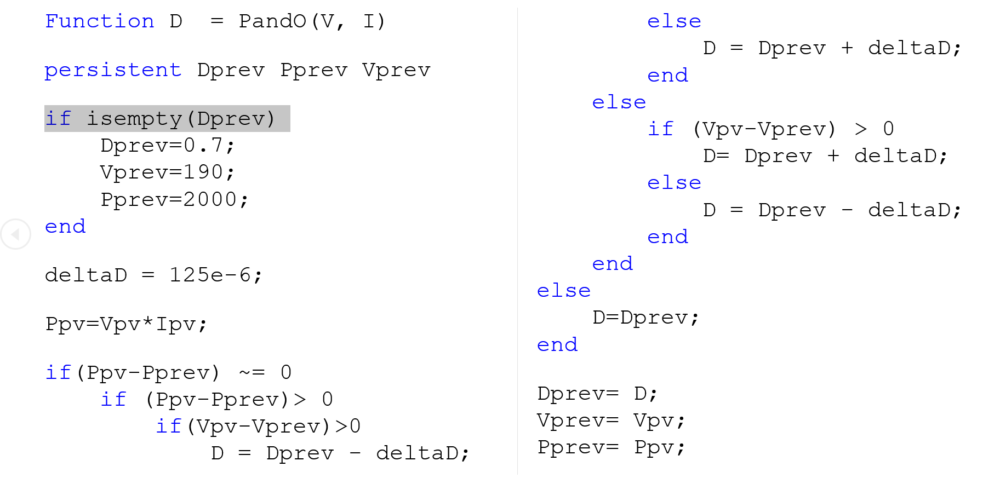 Function D  = PandO(V, I)
persistent Dprev Pprev Vprev
if isempty(Dprev)
    Dprev=0.7;
    Vprev=190;
    Pprev=2000;
end
deltaD = 125e-6;
Ppv=Vpv*Ipv;
if(Ppv-Pprev) ~= 0
    if (Ppv-Pprev)> 0
        if(Vpv-Vprev)>0
            D = Dprev - deltaD;
        else
            D = Dprev + deltaD;
        end
    else
        if (Vpv-Vprev) > 0
            D= Dprev + deltaD;
        else
            D = Dprev - deltaD;
        end
    end
else
    D=Dprev;
end
Dprev= D;
Vprev= Vpv;
Pprev= Ppv;